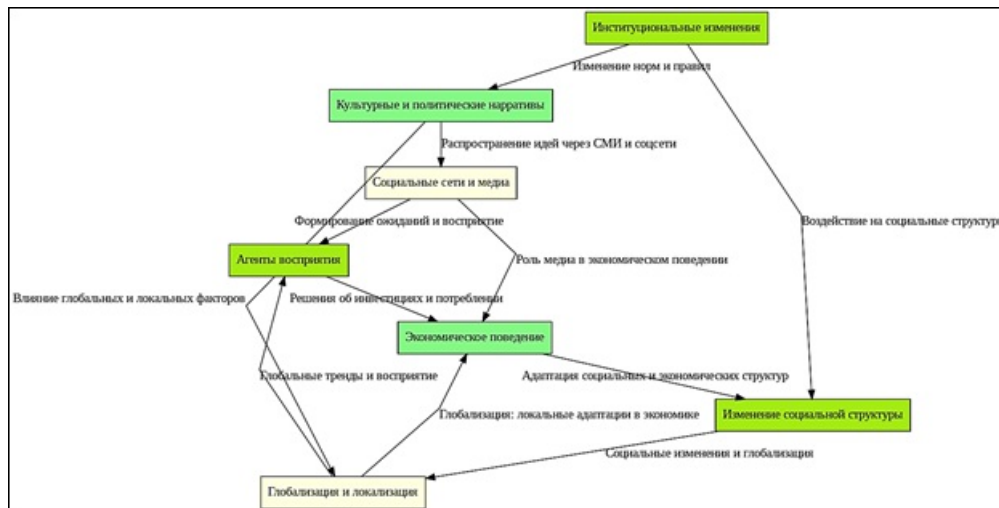 Институциональные изменения
Изменение норм и правил
Культурные и политические нарративы
Распространение идей через СМИ и соцсети
Социальные сети и медиа
Формирование ожиданий и восприятие
Воздействие на социальные структуры
Агенты восприятия
Роль медиа в экономическом поведении
Влияние глобальных и локальных факторов
Решения об инвестициях и потреблении
Экономическое поведение
Глобальные тренды и восприятие
Адаптация социальных и экономических структур
Глобализация: локальные адаптации в экономике
Изменение социальной структуры
Социальные изменения и глобализация
Глобализация и локализация